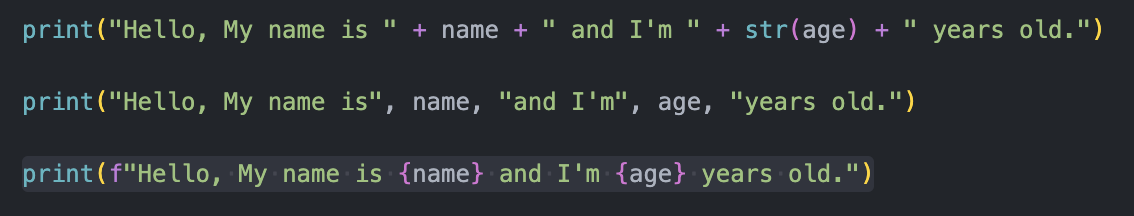 print("Hello, My name is " + name + " and I'm " + str(age) + " years old.")
print("Hello, My name is", name, "and I'm", age, "years old.")
print(f"Hello, My name is {name} and I'm {age} years old.")